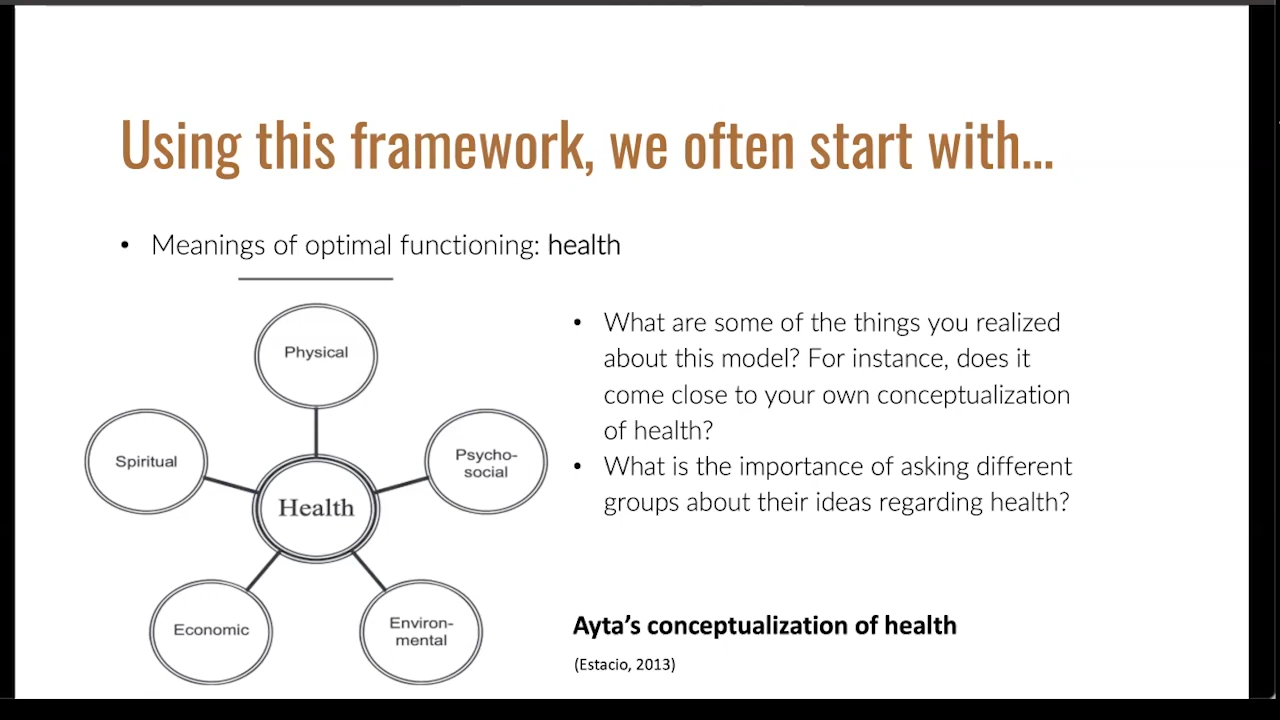 Using this framework, we often start with...
• Meanings of optimal functioning: health
Physical
Spiritual
Psycho-
social
Health
Economic
Environ-
mental
• What are some of the things you realized
about this model? For instance, does it
come close to your own conceptualization
of health?
• What is the importance of asking different
groups about their ideas regarding health?
Ayta’s conceptualization of health
(Estacio, 2013)